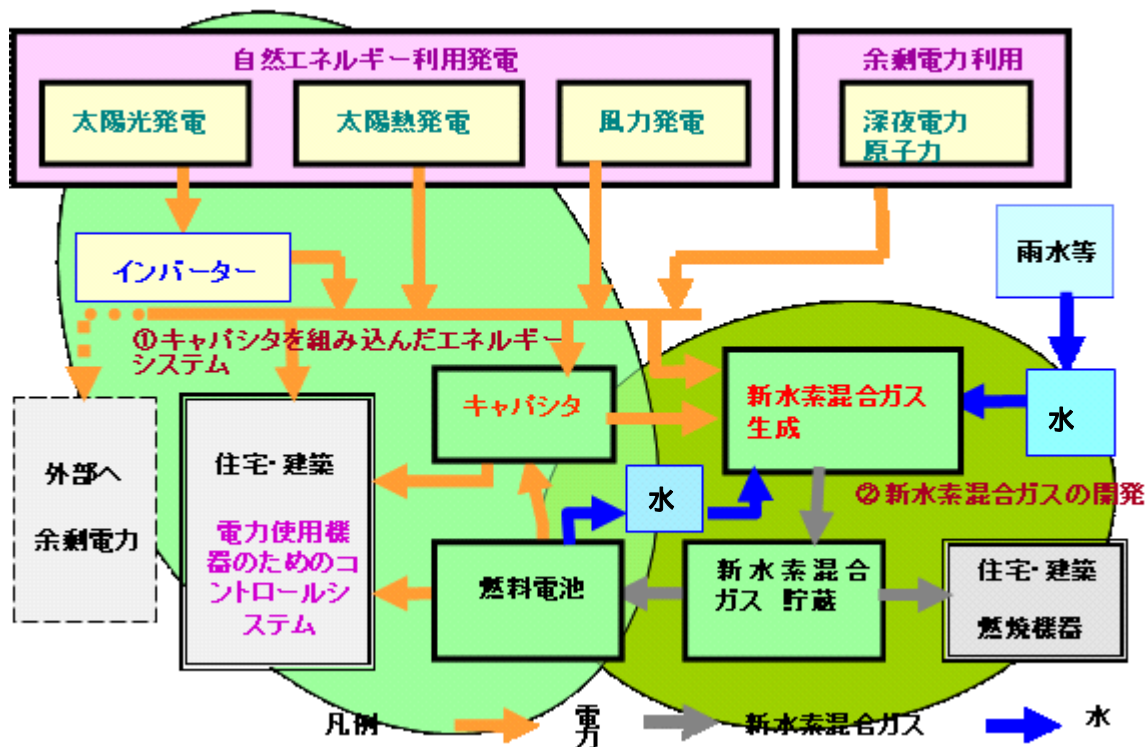 自然エネルギー利用発電
余剰電力利用
太陽光発電
太陽熱発電
風力発電
深夜電力
原子力
インバーター
雨水等
①キャパシタを組み込んだエネルギー
システム
キャパシタ
新水素混合ガス
生成
水
外部へ
余剰電力
住宅・建築
電力使用機
器のためのコ
ントロールシ
ステム
水
②新水素混合ガスの開発
燃料電池
新水素混合
ガス 貯蔵
住宅・建築
燃焼機器
凡例
電
力
新水素混合ガス
水